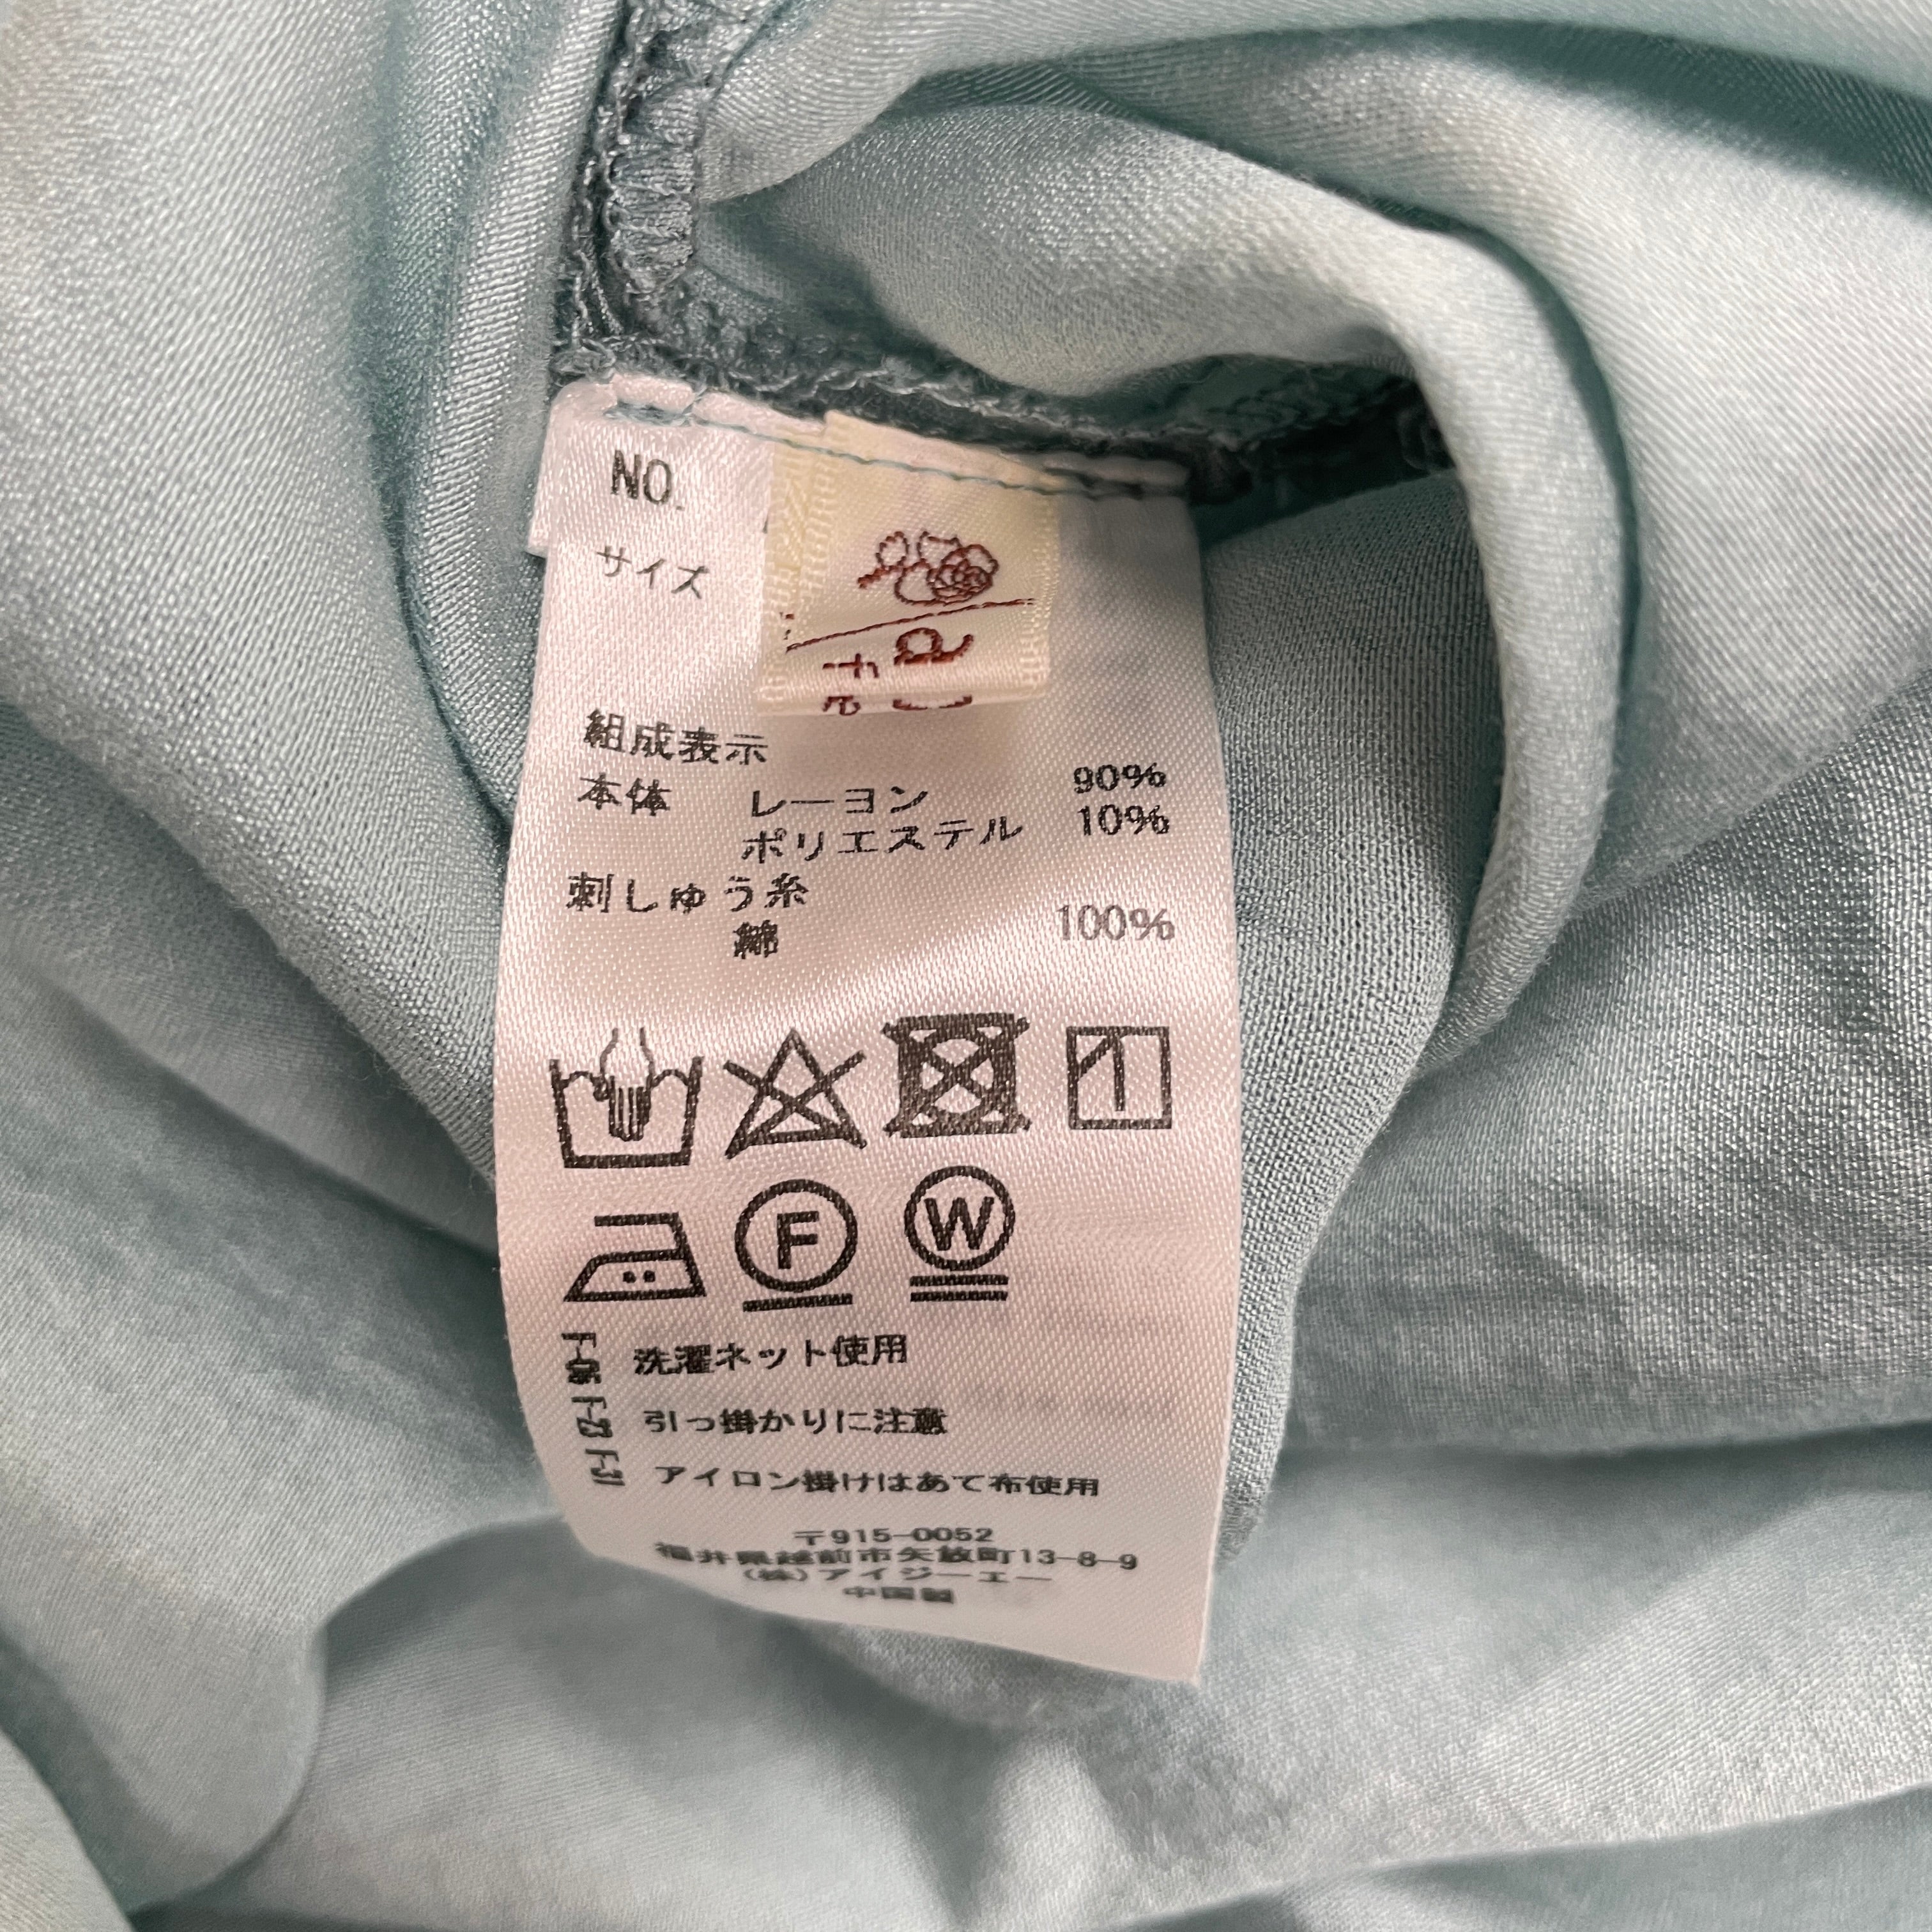 NO.
サイズ
組成表示
本体 レーヨン 90%
ポリエステル 10%
刺しゅう糸
綿 100%
F
W
F-06 洗濯ネット使用
F-23 引っ掛かりに注意
F-31 アイロン掛けはあて布使用
〒915-0052
福井県越前市矢放町13-8-9
(株)アイジーエー
中国製